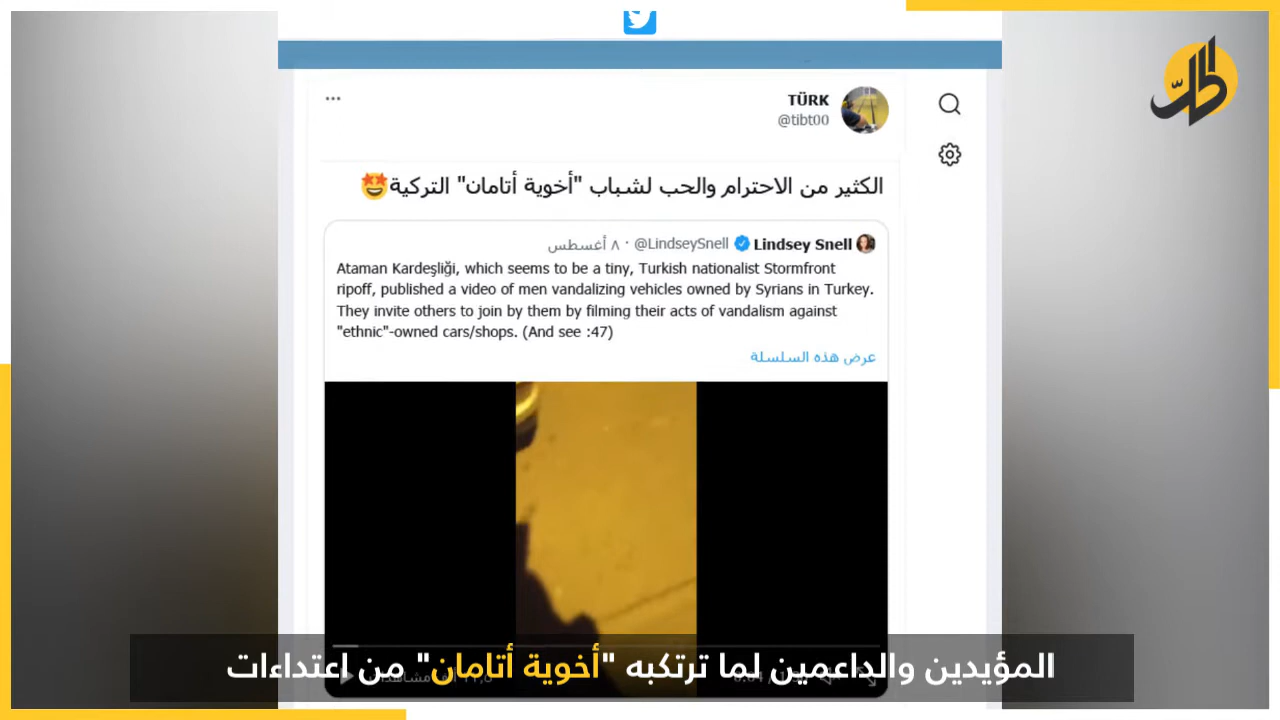 TÜRK
@tibt00
الكثير من الاحترام والحب لشباب "أخوية أتامان" التركية🤩
Lindsey Snell @LindseySnell · ٨ أغسطس
Ataman Kardeşliği, which seems to be a tiny, Turkish nationalist Stormfront
ripoff, published a video of men vandalizing vehicles owned by Syrians in Turkey.
They invite others to join by them by filming their acts of vandalism against
"ethnic"-owned cars/shops. (And see :47)
عرض هذه السلسلة
المؤيدين والداعمين لما ترتكبه "أخوية أتامان" من اعتداءات